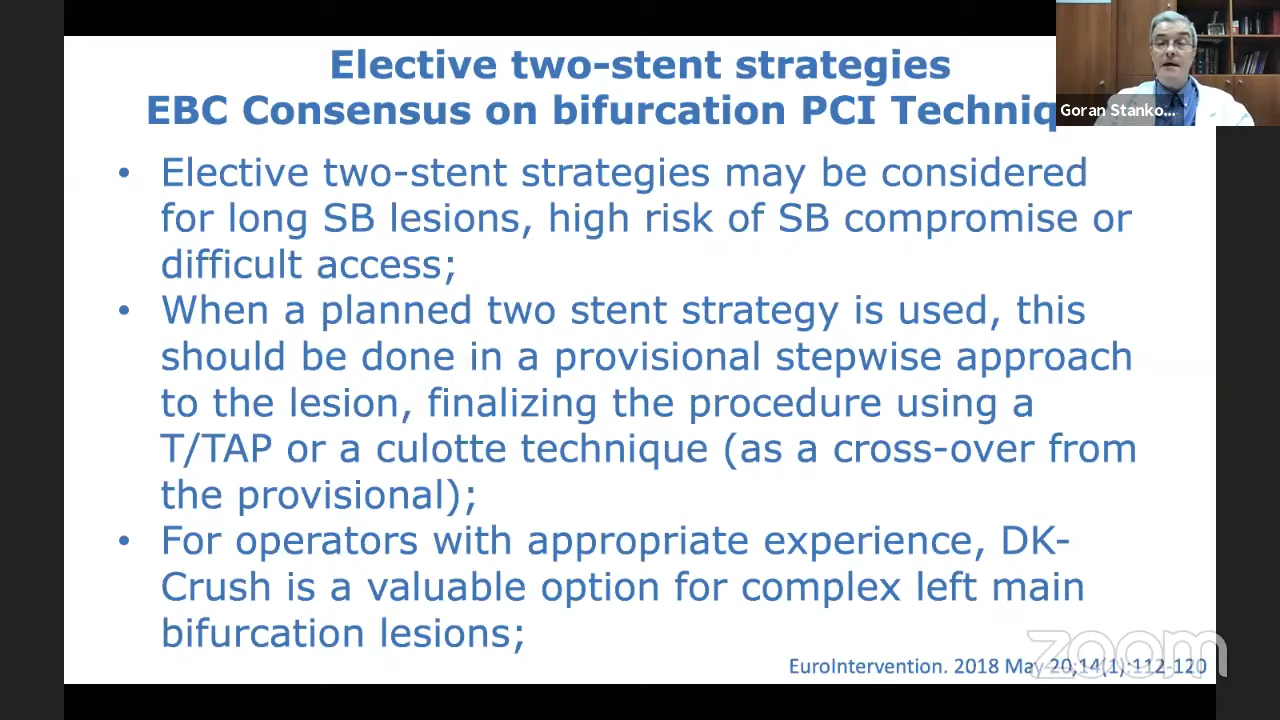 Elective two-stent strategies
EBC Consensus on bifurcation PCI Techniq
Goran Stanko...
• Elective two-stent strategies may be considered
for long SB lesions, high risk of SB compromise or
difficult access;
• When a planned two stent strategy is used, this
should be done in a provisional stepwise approach
to the lesion, finalizing the procedure using a
T/TAP or a culotte technique (as a cross-over from
the provisional);
• For operators with appropriate experience, DK-
Crush is a valuable option for complex left main
bifurcation lesions;
zoom
EuroIntervention. 2018 May 20;14(1):112-120